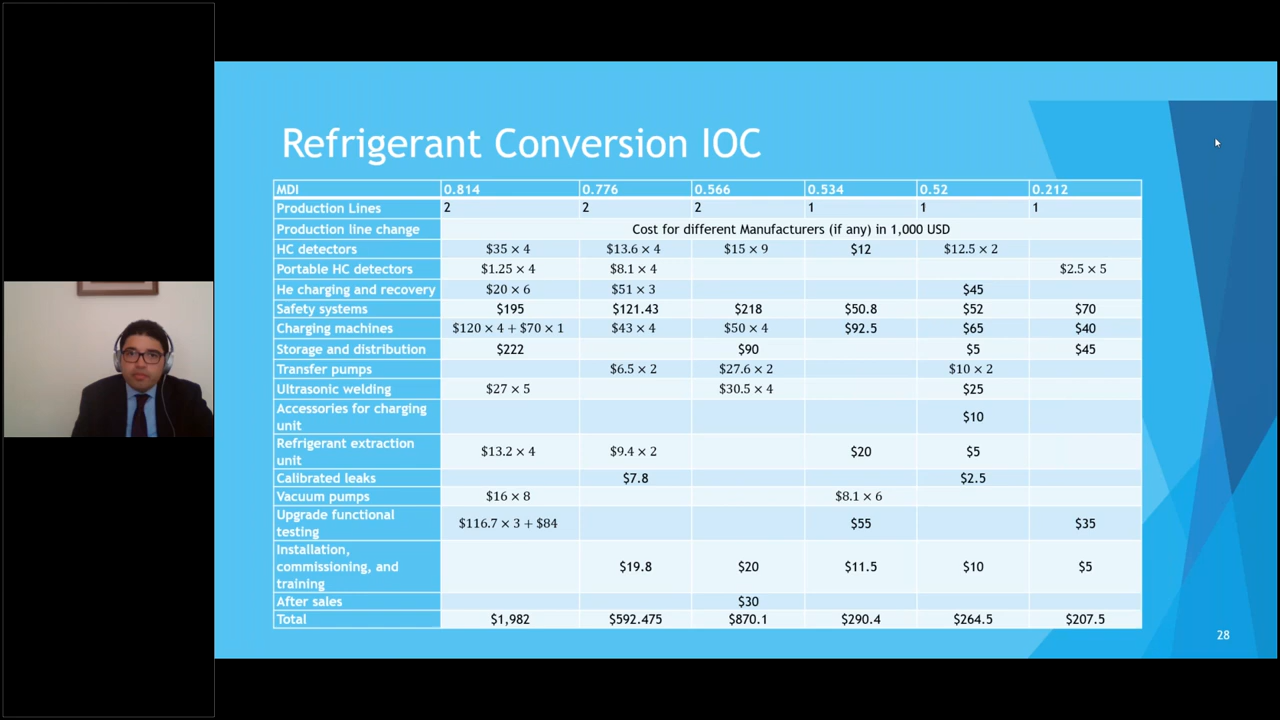 Refrigerant Conversion IOC
MDI 0.814 0.776 0.566 0.534 0.52 0.212
Production Lines 2 2 2 1 1 1
Production line change Cost for different Manufacturers (if any) in 1,000 USD
HC detectors $35 × 4 $13.6 × 4 $15 × 9 $12 $12.5 × 2
Portable HC detectors $1.25 × 4 $8.1 × 4 $2.5 × 5
He charging and recovery $20 × 6 $51 × 3 $45
Safety systems $195 $121.43 $218 $50.8 $52 $70
Charging machines $120 × 4 + $70 × 1 $43 × 4 $50 × 4 $92.5 $65 $40
Storage and distribution $222 $90 $5 $45
Transfer pumps $6.5 × 2 $27.6 × 2 $10 × 2
Ultrasonic welding $27 × 5 $30.5 × 4 $25
Accessories for charging
unit $10
Refrigerant extraction
unit $13.2 × 4 $9.4 × 2 $20 $5
Calibrated leaks $7.8 $2.5
Vacuum pumps $16 × 8 $8.1 × 6
Upgrade functional
testing $116.7 × 3 + $84 $55 $35
Installation,
commissioning, and
training $19.8 $20 $11.5 $10 $5
After sales $30
Total $1,982 $592.475 $870.1 $290.4 $264.5 $207.5
28